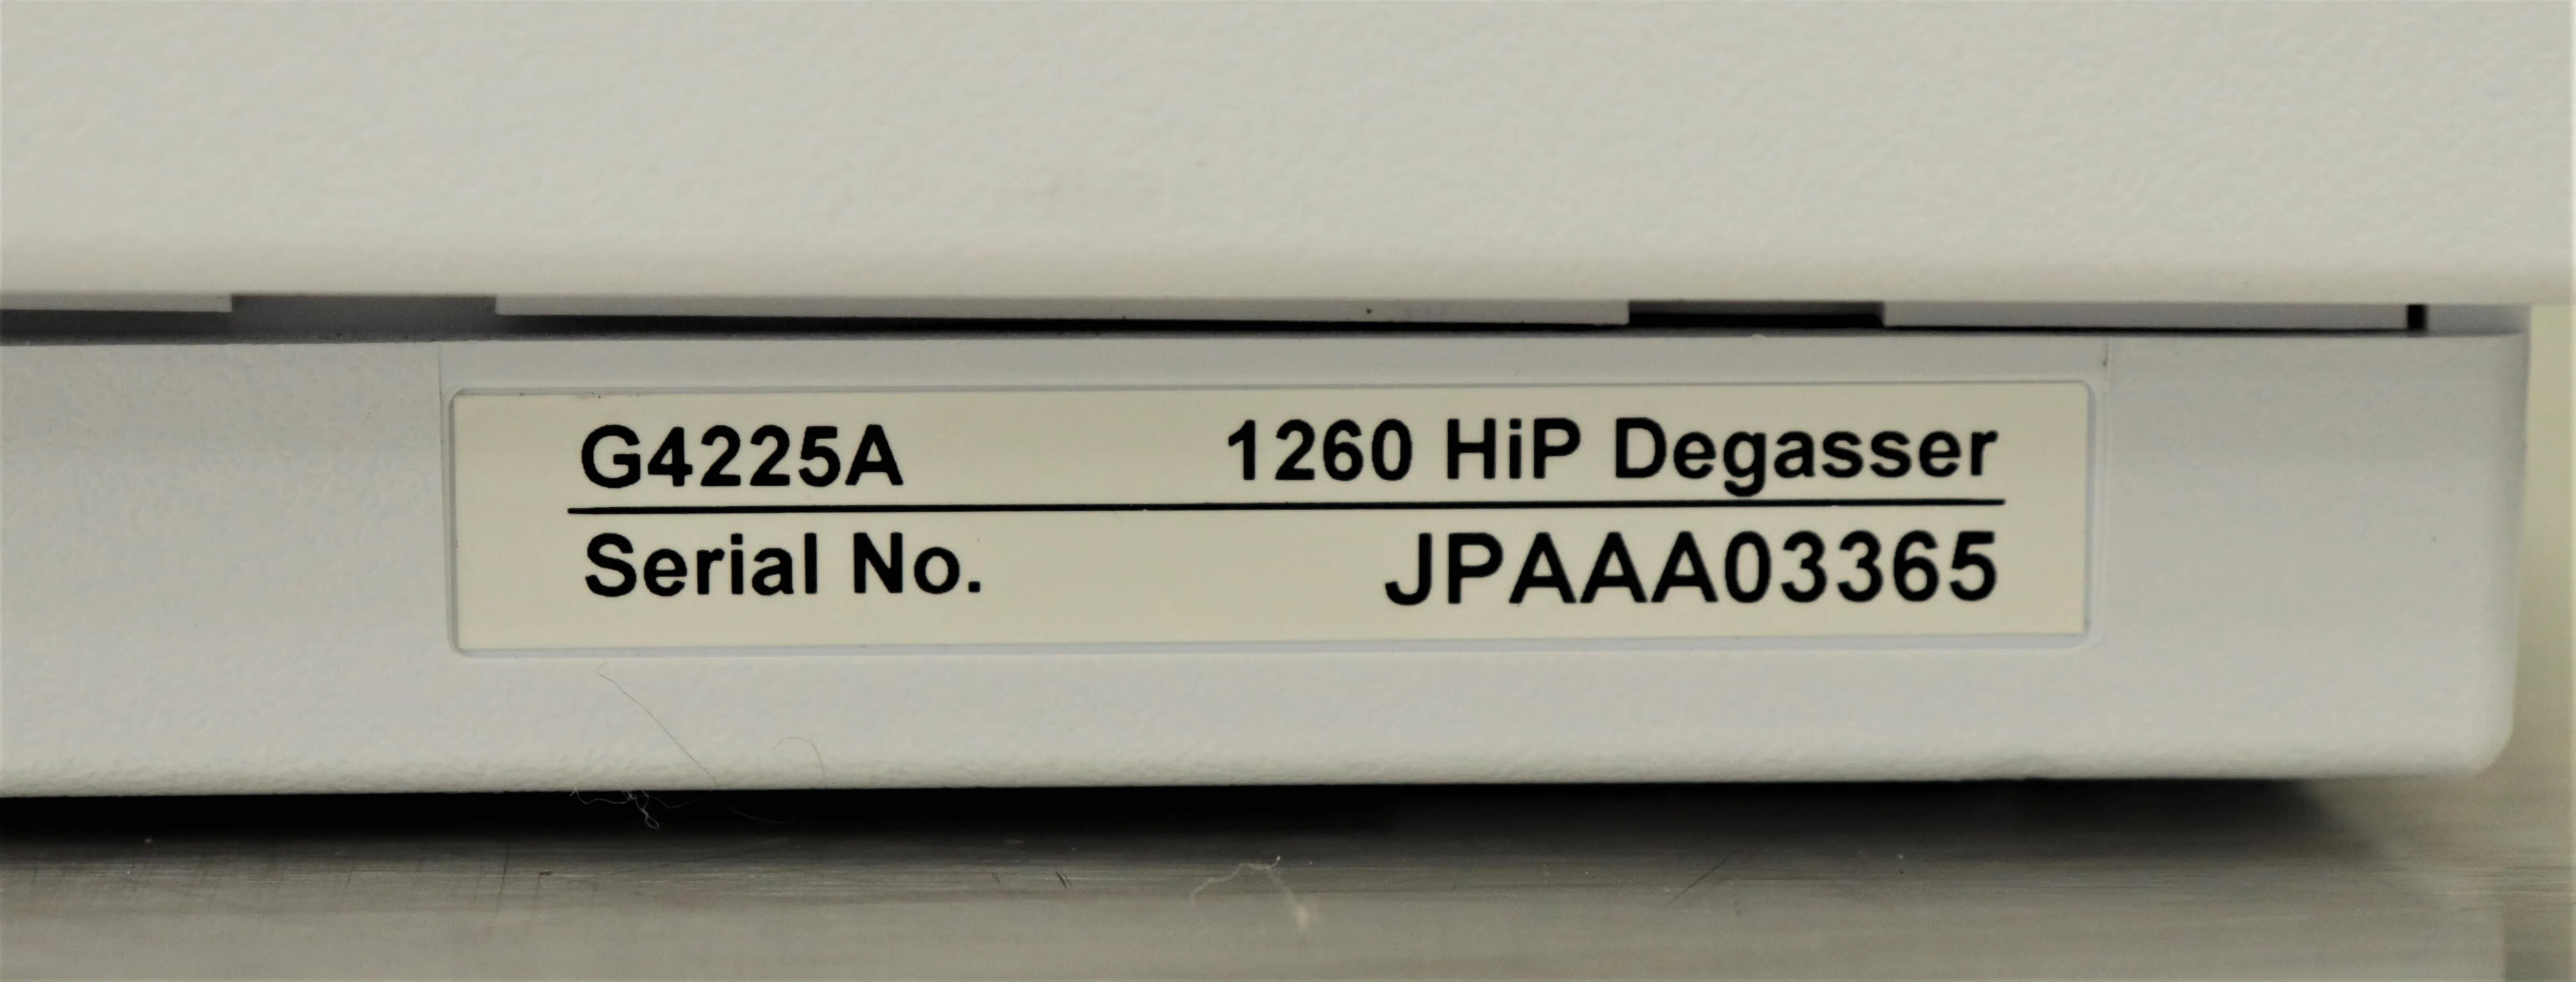 G4225A 1260 HiP Degasser
Serial No. JPAAA03365